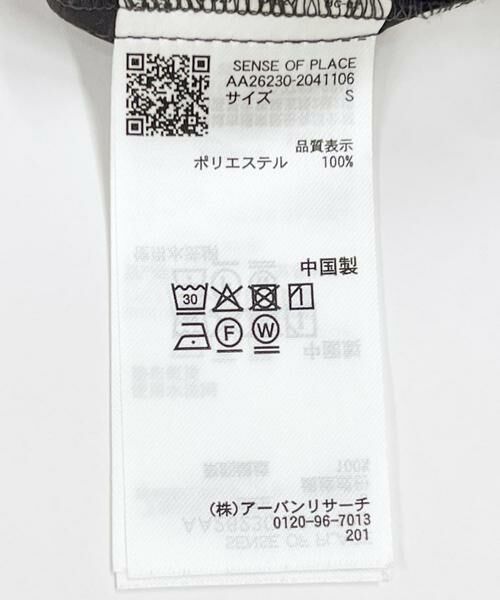 SENSE OF PLACE
AA26230-2041106
サイズ S
品質表示
ポリエステル 100%
中国製
30
F
W
(株)アーバンリサーチ
0120-96-7013
201